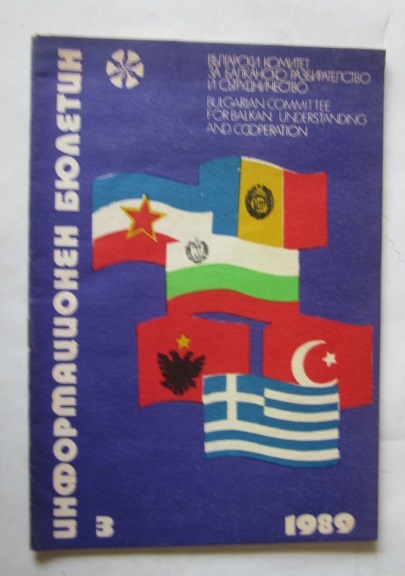 БЪЛГАРСКИ КОМИТЕТ
ЗА БАЛКАНСКО РАЗБИРАТЕЛСТВО
И СЪТРУДНИЧЕСТВО
BULGARIAN COMMITTEE
FOR BALKAN UNDERSTANDING
AND COOPERATION
ИНФОРМАЦИОНЕН БЮЛЕТИН
3
1989